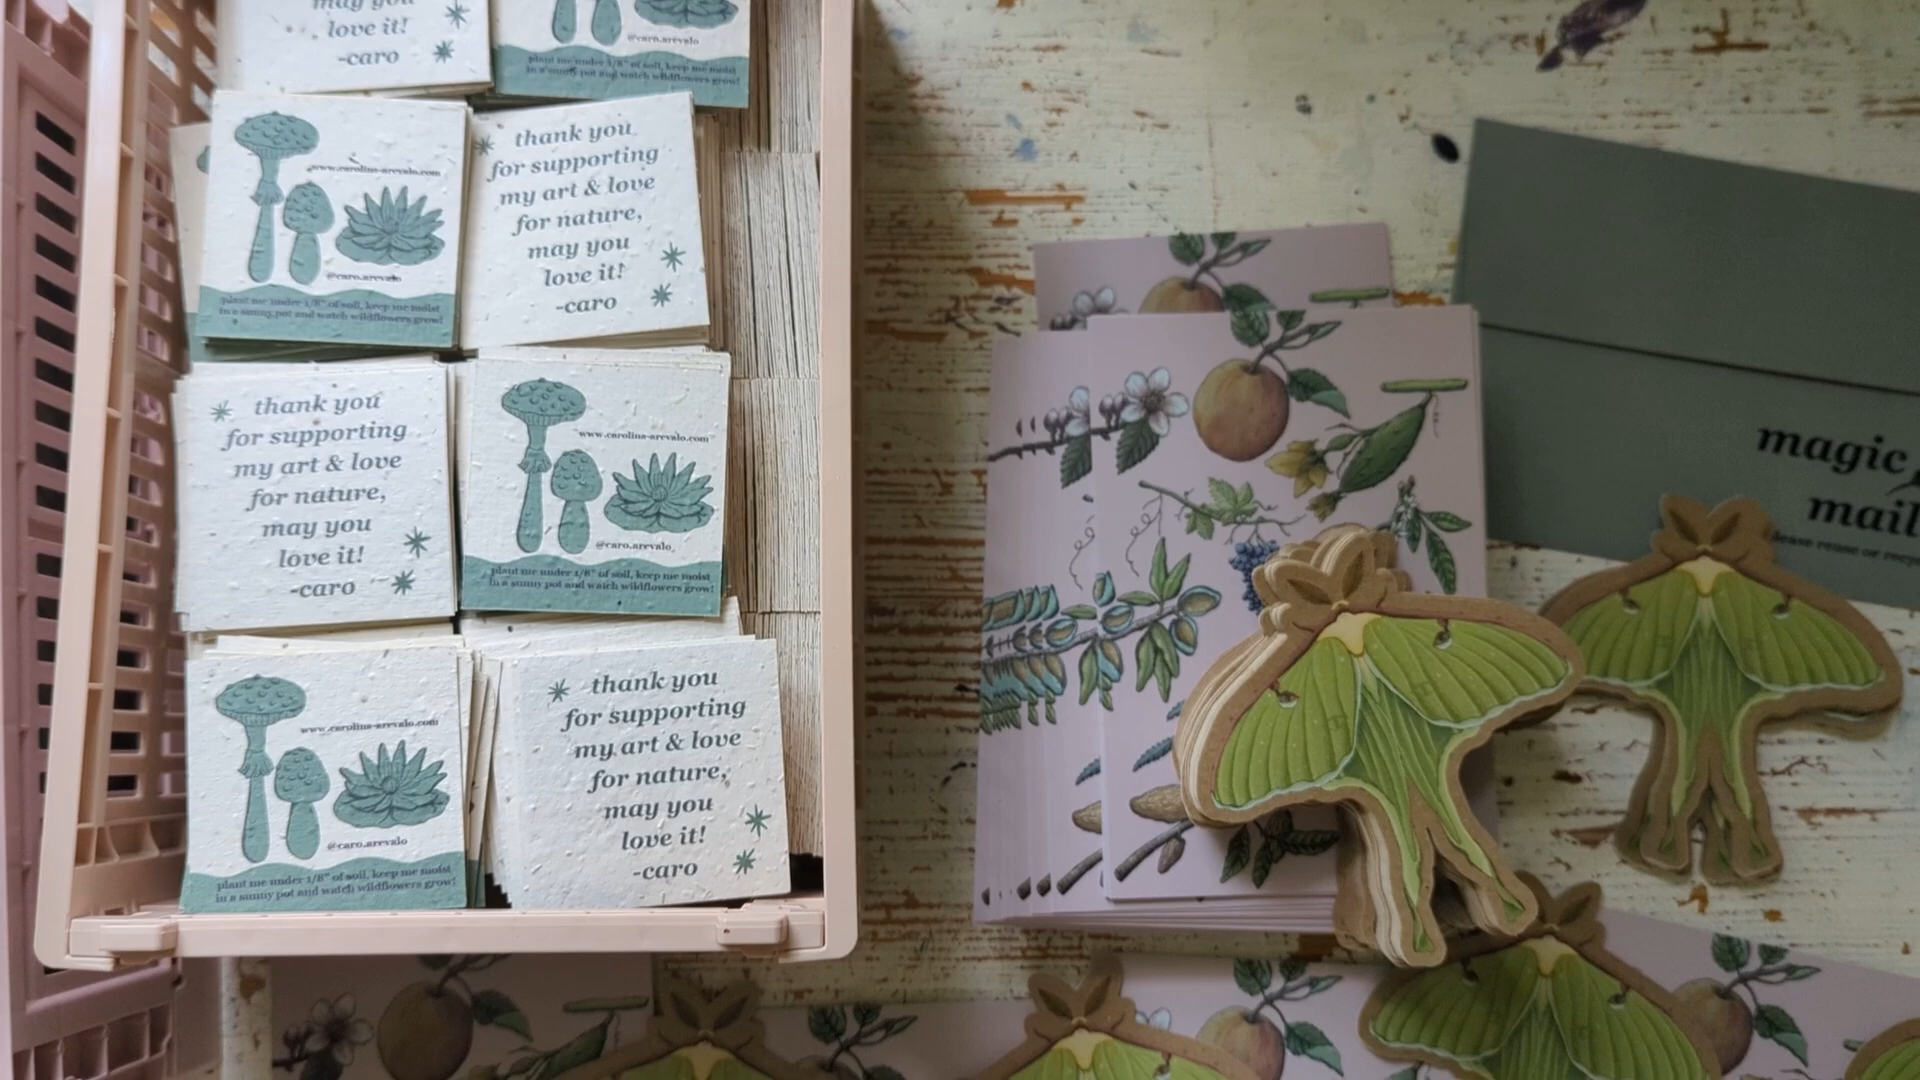 may you
love it!
-caro
@caro.arevalo
plant me under 1/8" of soil, keep me moist
in a sunny pot and watch wildflowers grow!
www.carolina-arevalo.com
@caro.arevalo
plant me under 1/8" of soil, keep me moist
in a sunny pot and watch wildflowers grow!
thank you
for supporting
my art & love
for nature,
may you
love it!
-caro
thank you
for supporting
my art & love
for nature,
may you
love it!
-caro
www.carolina-arevalo.com
@caro.arevalo
plant me under 1/8" of soil, keep me moist
in a sunny pot and watch wildflowers grow!
www.carolina-arevalo.com
@caro.arevalo
plant me under 1/8" of soil, keep me moist
in a sunny pot and watch wildflowers grow!
thank you
for supporting
my art & love
for nature,
may you
love it!
-caro
magic
mail
please reuse or